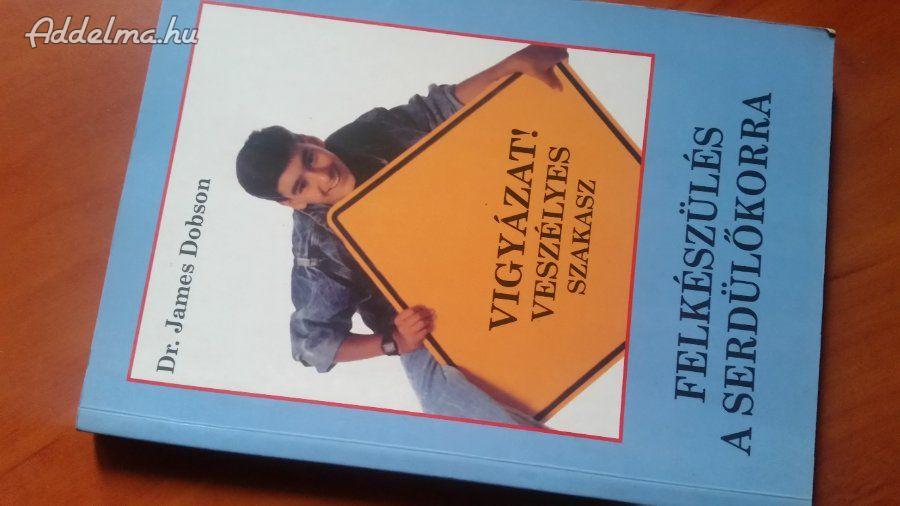 Addelma.hu
Dr. James Dobson
VIGYÁZAT!
VESZÉLYES
SZAKASZ
FELKÉSZÜLÉS
A SERDÜLŐKORRA